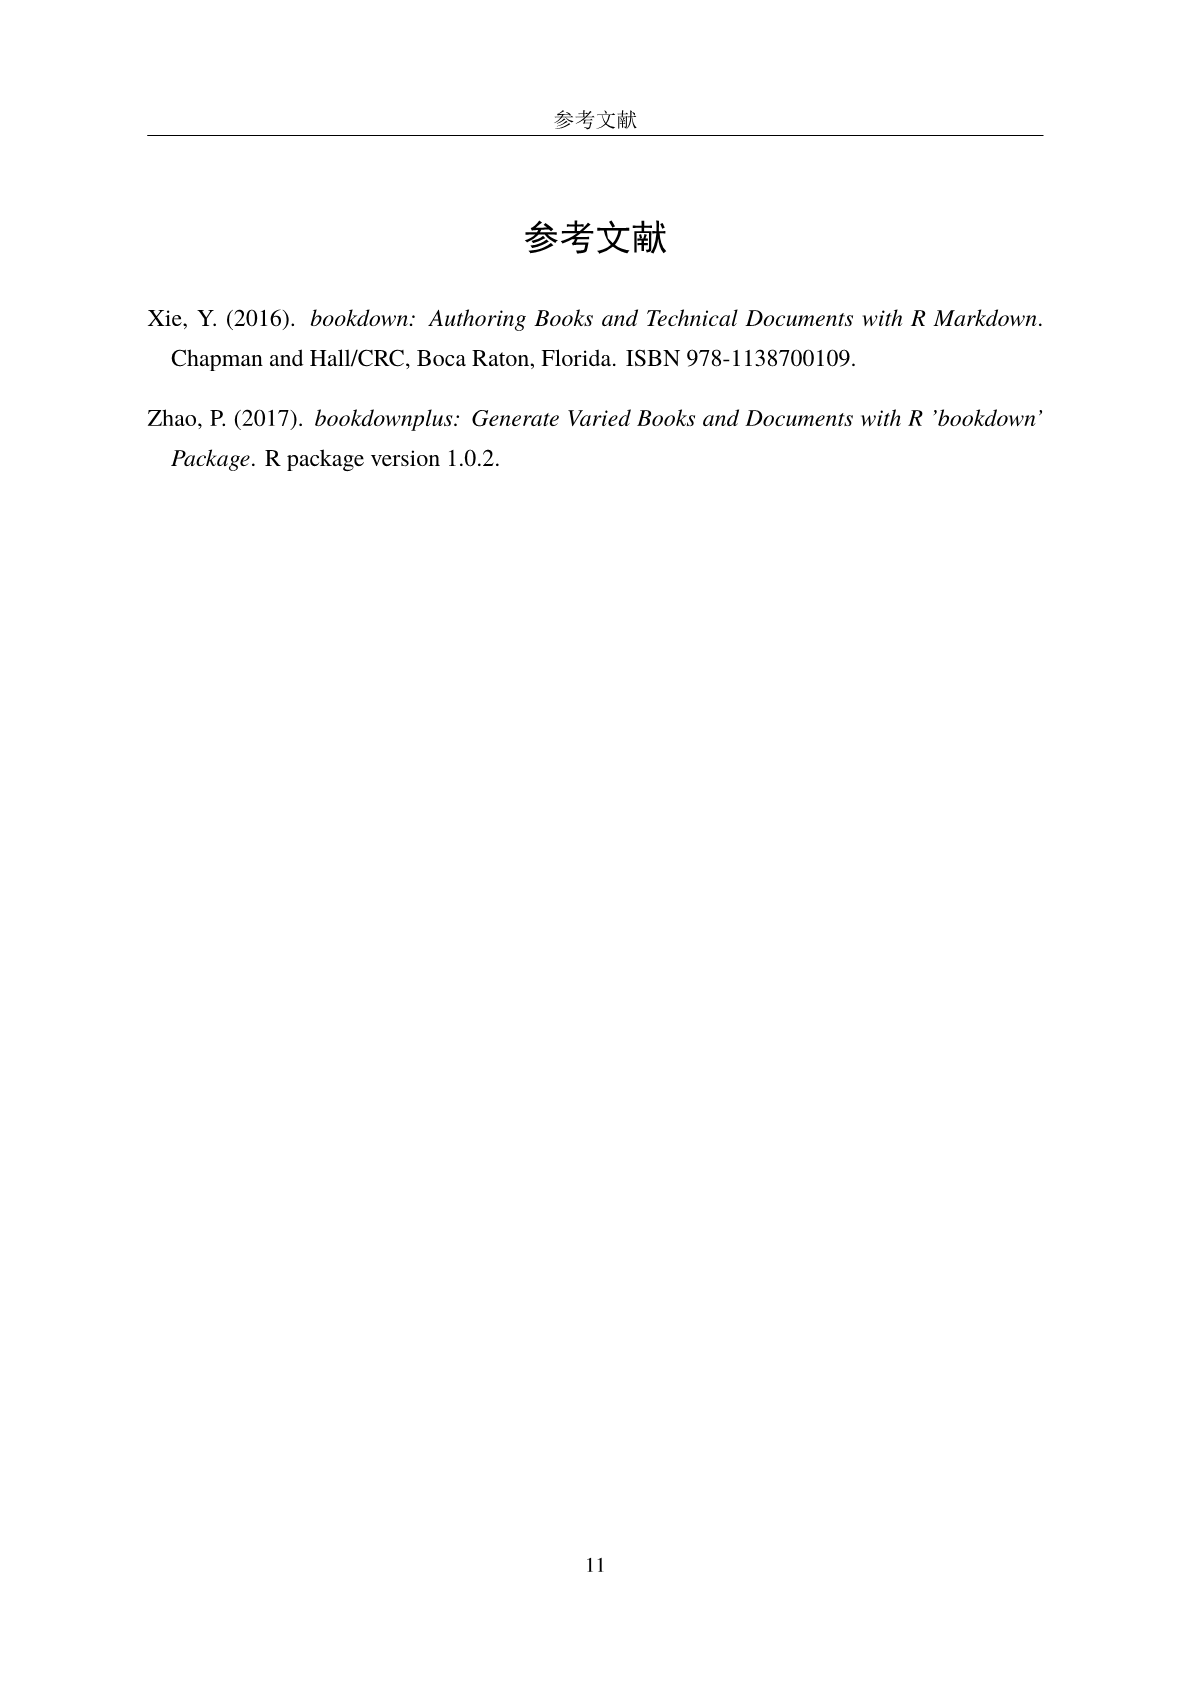 参考文献
参考文献
Xie, Y. (2016). bookdown: Authoring Books and Technical Documents with R Markdown.
Chapman and Hall/CRC, Boca Raton, Florida. ISBN 978-1138700109.
Zhao, P. (2017). bookdownplus: Generate Varied Books and Documents with R ’bookdown’
Package. R package version 1.0.2.
11